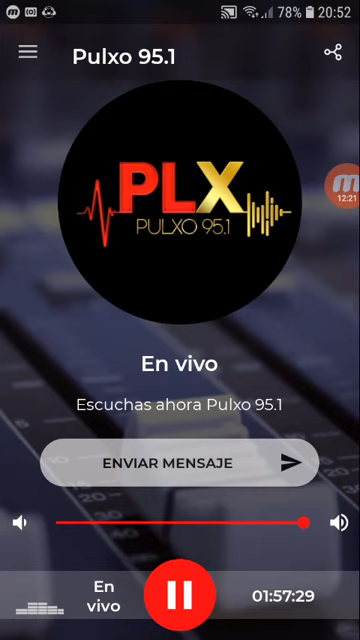 78% 20:52
Pulxo 95.1
PLX
PULXO 95.1
12:21
En vivo
Escuchas ahora Pulxo 95.1
ENVIAR MENSAJE
En
vivo
01:57:29